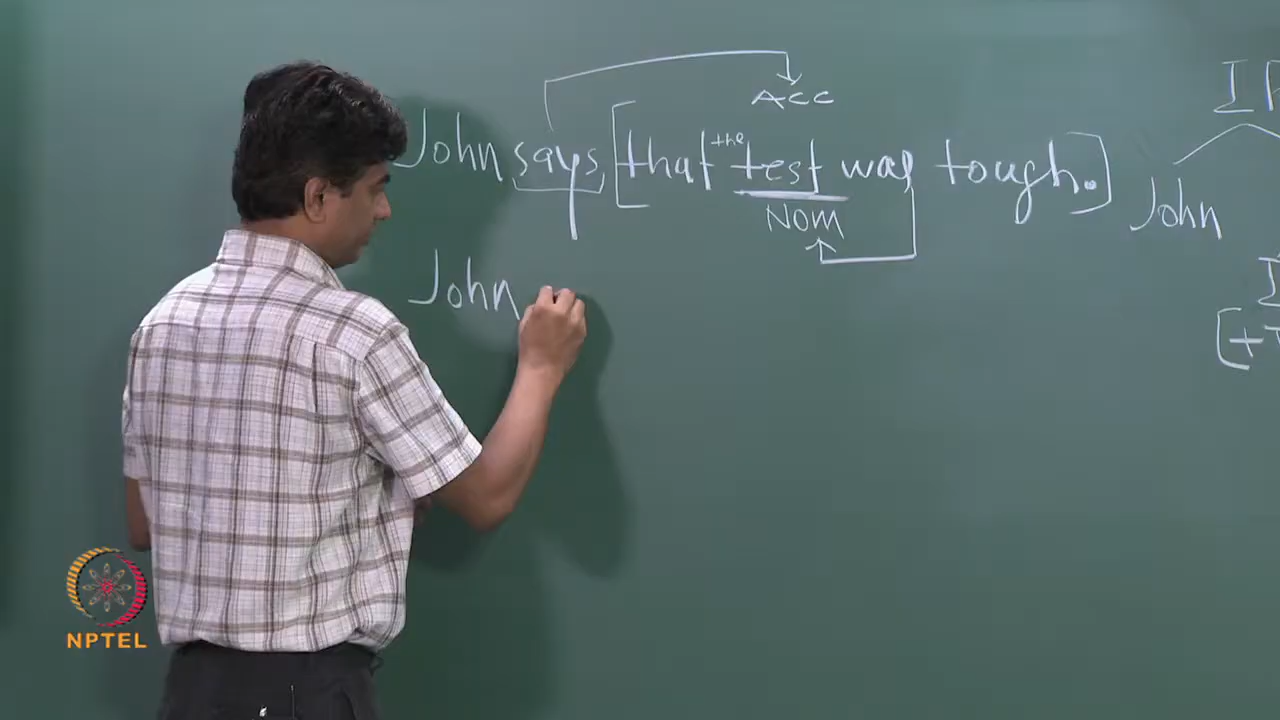 ACC
John says [that the test was tough.]
NOM
John
John
[+T
NPTEL